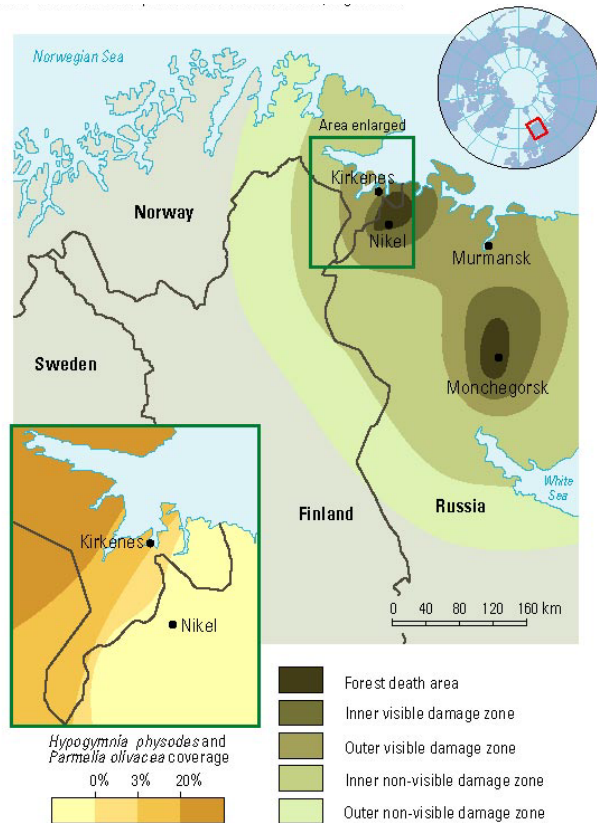 Norwegian Sea
Area enlarged
Kirkenes
Norway
Nikel
Murmansk
Sweden
Monchegorsk
White
Sea
Finland
Russia
Kirkenes
Nikel
0 40 80 120 160 km
Forest death area
Inner visible damage zone
Outer visible damage zone
Inner non-visible damage zone
Outer non-visible damage zone
Hypogymnia physodes and
Parmelia olivacea coverage
0% 3% 20%